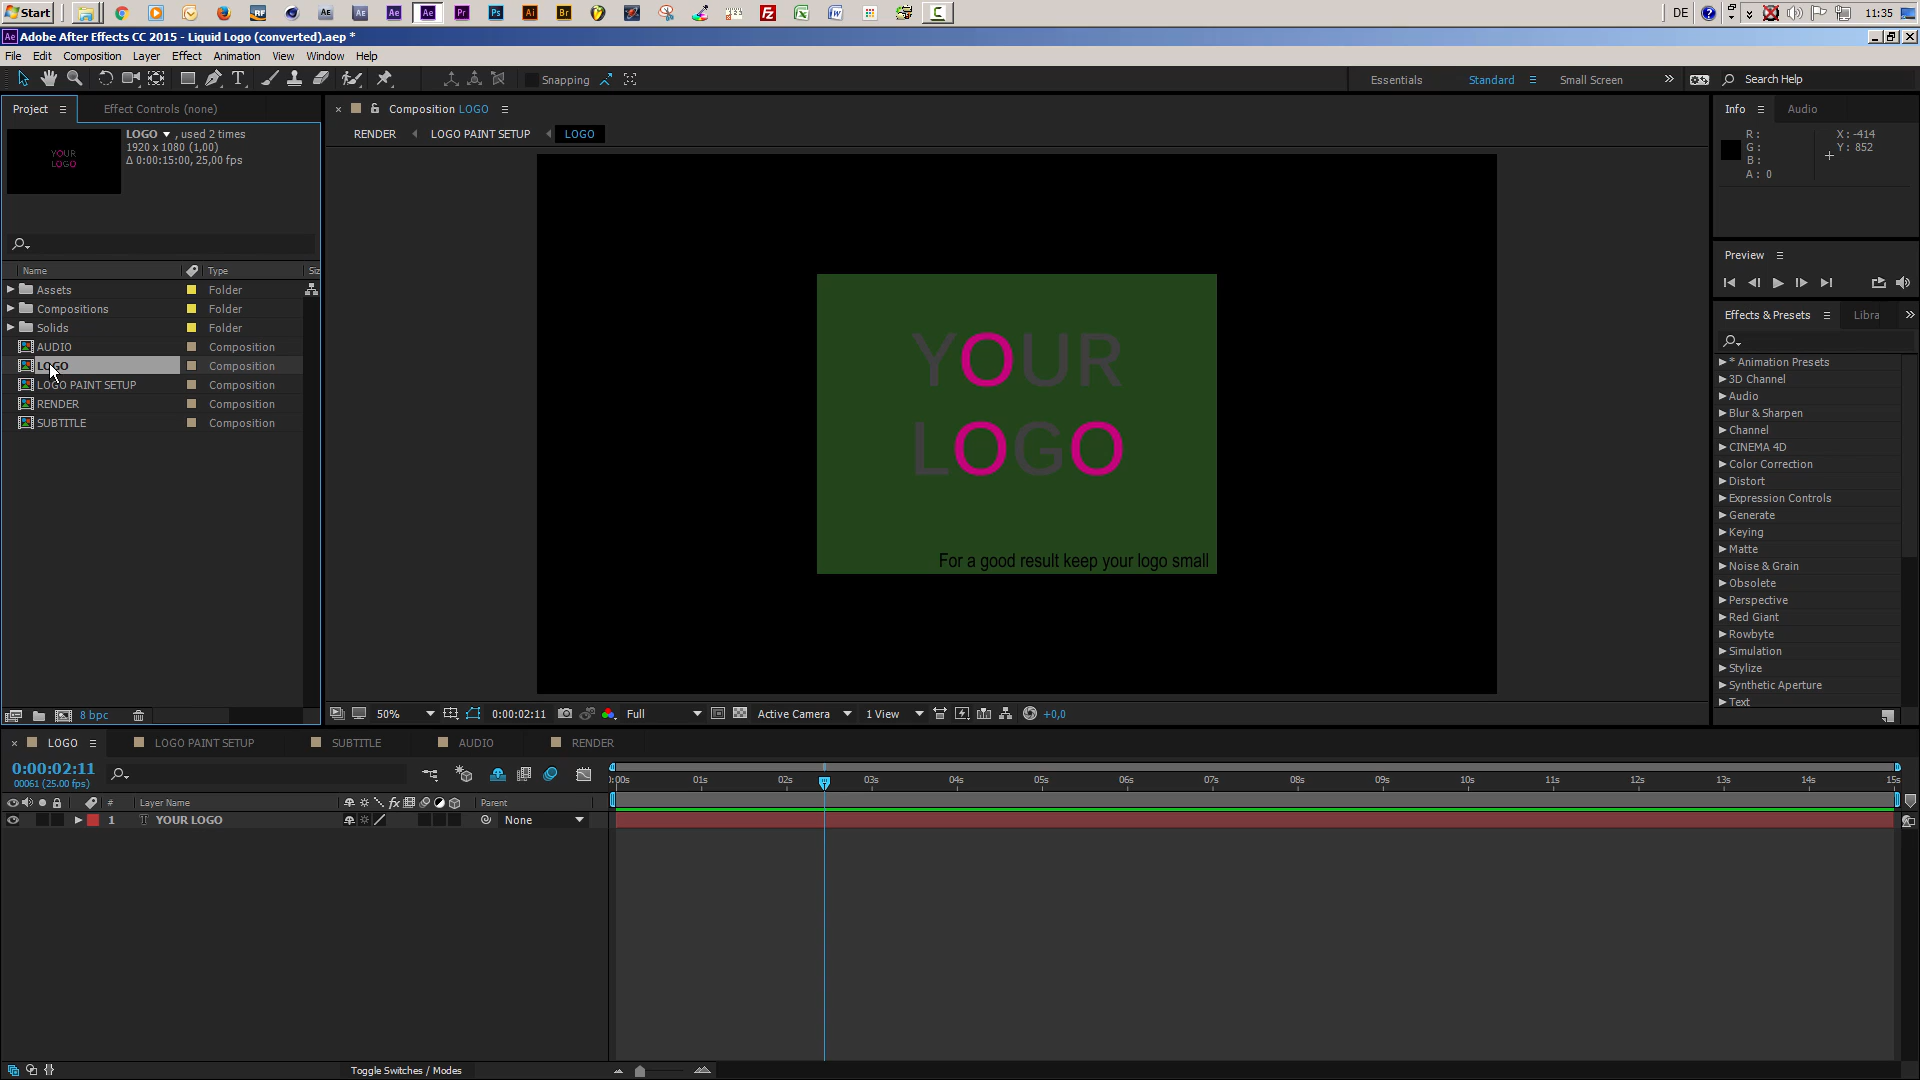 Start
DE
11:35
Adobe After Effects CC 2015 - Liquid Logo (converted).aep *
File Edit Composition Layer Effect Animation View Window Help
Snapping
Essentials Standard Small Screen Search Help
Project Effect Controls (none)
LOGO , used 2 times
1920 x 1080 (1,00)
Δ 0:00:15:00, 25,00 fps
YOUR
LOGO
Name Type Siz
Assets Folder
Compositions Folder
Solids Folder
AUDIO Composition
LOGO Composition
LOGO PAINT SETUP Composition
RENDER Composition
SUBTITLE Composition
8 bpc
Composition LOGO
RENDER LOGO PAINT SETUP LOGO
YOUR
LOGO
For a good result keep your logo small
50% 0:00:02:11 Full Active Camera 1 View +0,0
Info Audio
R :
G :
B :
A : 0
X : -414
Y : 852
Preview
Effects & Presets Libra
* Animation Presets
3D Channel
Audio
Blur & Sharpen
Channel
CINEMA 4D
Color Correction
Distort
Expression Controls
Generate
Keying
Matte
Noise & Grain
Obsolete
Perspective
Red Giant
Rowbyte
Simulation
Stylize
Synthetic Aperture
Text
LOGO LOGO PAINT SETUP SUBTITLE AUDIO RENDER
0:00:02:11
00061 (25.00 fps)
:00s 01s 02s 03s 04s 05s 06s 07s 08s 09s 10s 11s 12s 13s 14s 15s
# Layer Name fx Parent
1 T YOUR LOGO None
Toggle Switches / Modes